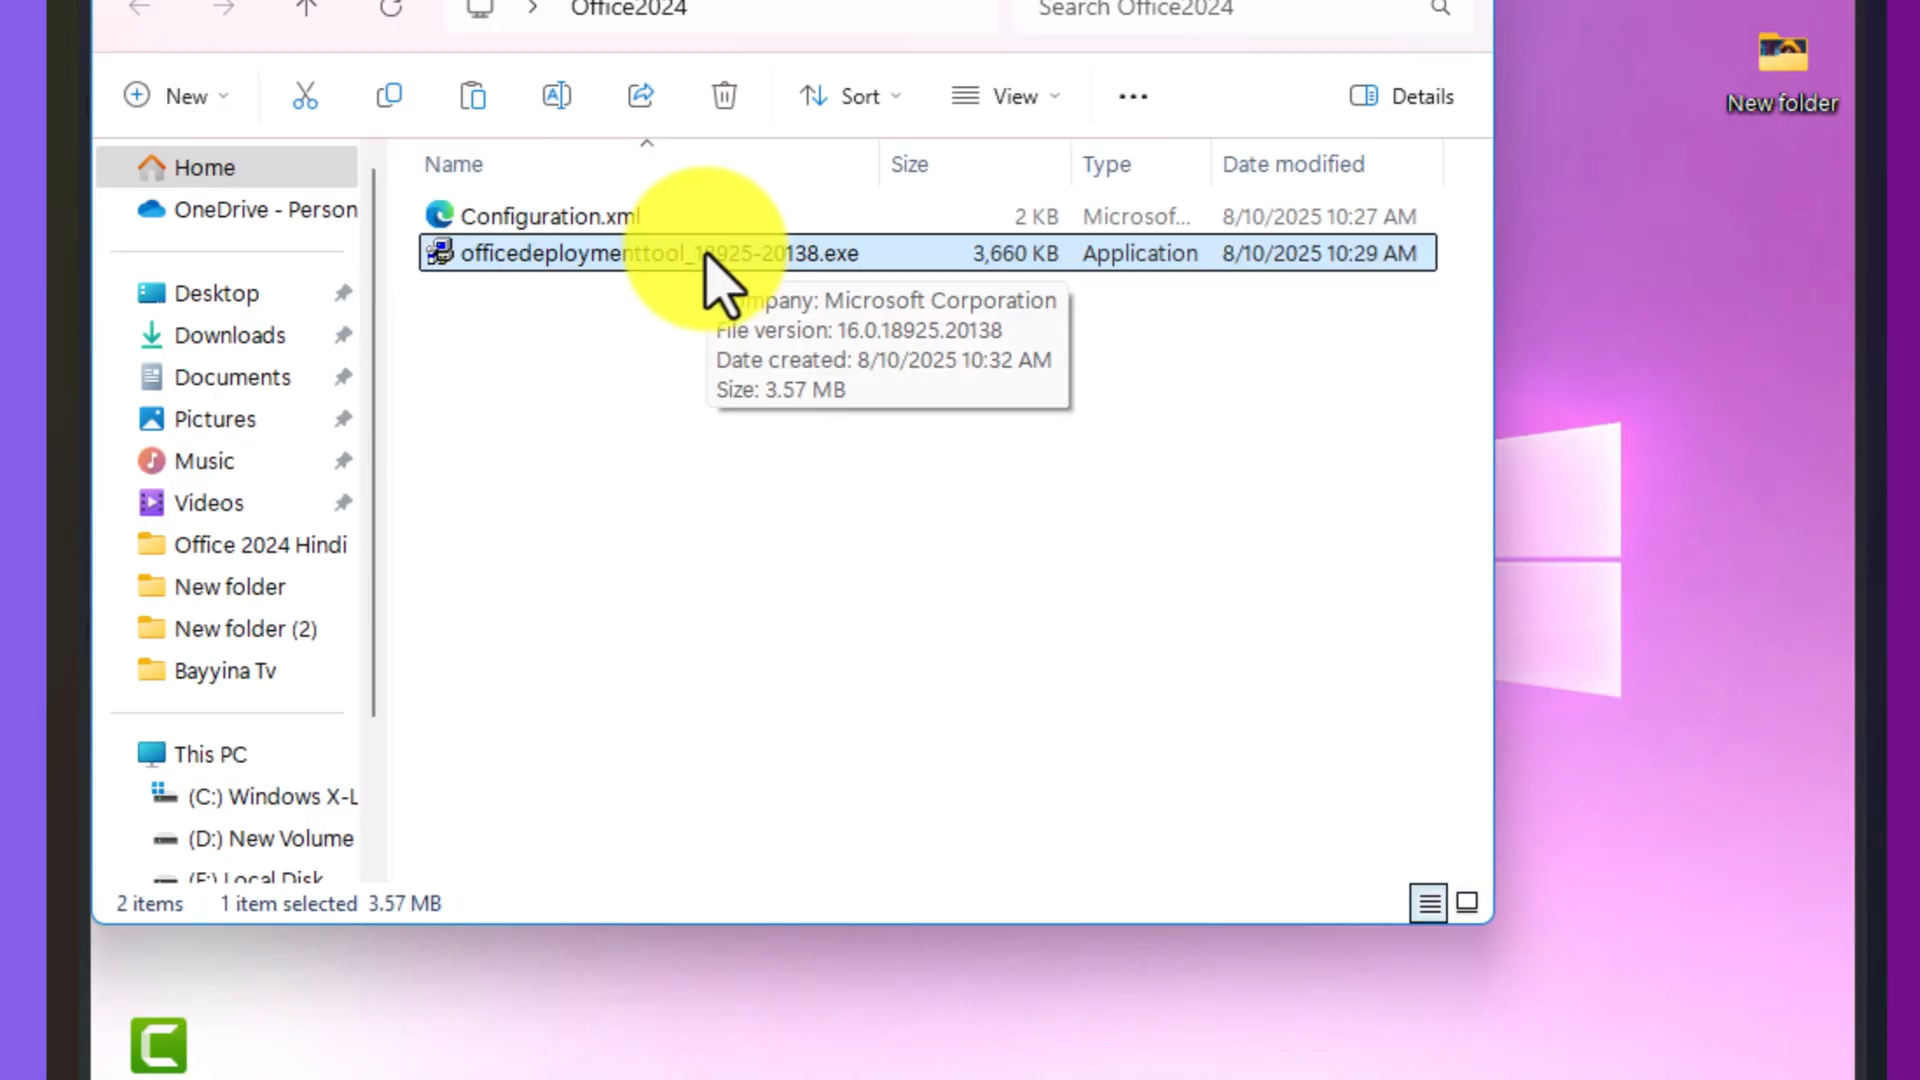 Office2024
Search Office2024
New
Sort
View
Details
New folder
Home
OneDrive - Person
Desktop
Downloads
Documents
Pictures
Music
Videos
Office 2024 Hindi
New folder
New folder (2)
Bayyina Tv
This PC
(C:) Windows X-L
(D:) New Volume
Local Disk
Name Size Type Date modified
Configuration.xml 2 KB Microsof... 8/10/2025 10:27 AM
officedeploymenttool_18925-20138.exe 3,660 KB Application 8/10/2025 10:29 AM
Microsoft Corporation
File version: 16.0.18925.20138
Date created: 8/10/2025 10:32 AM
Size: 3.57 MB
2 items 1 item selected 3.57 MB